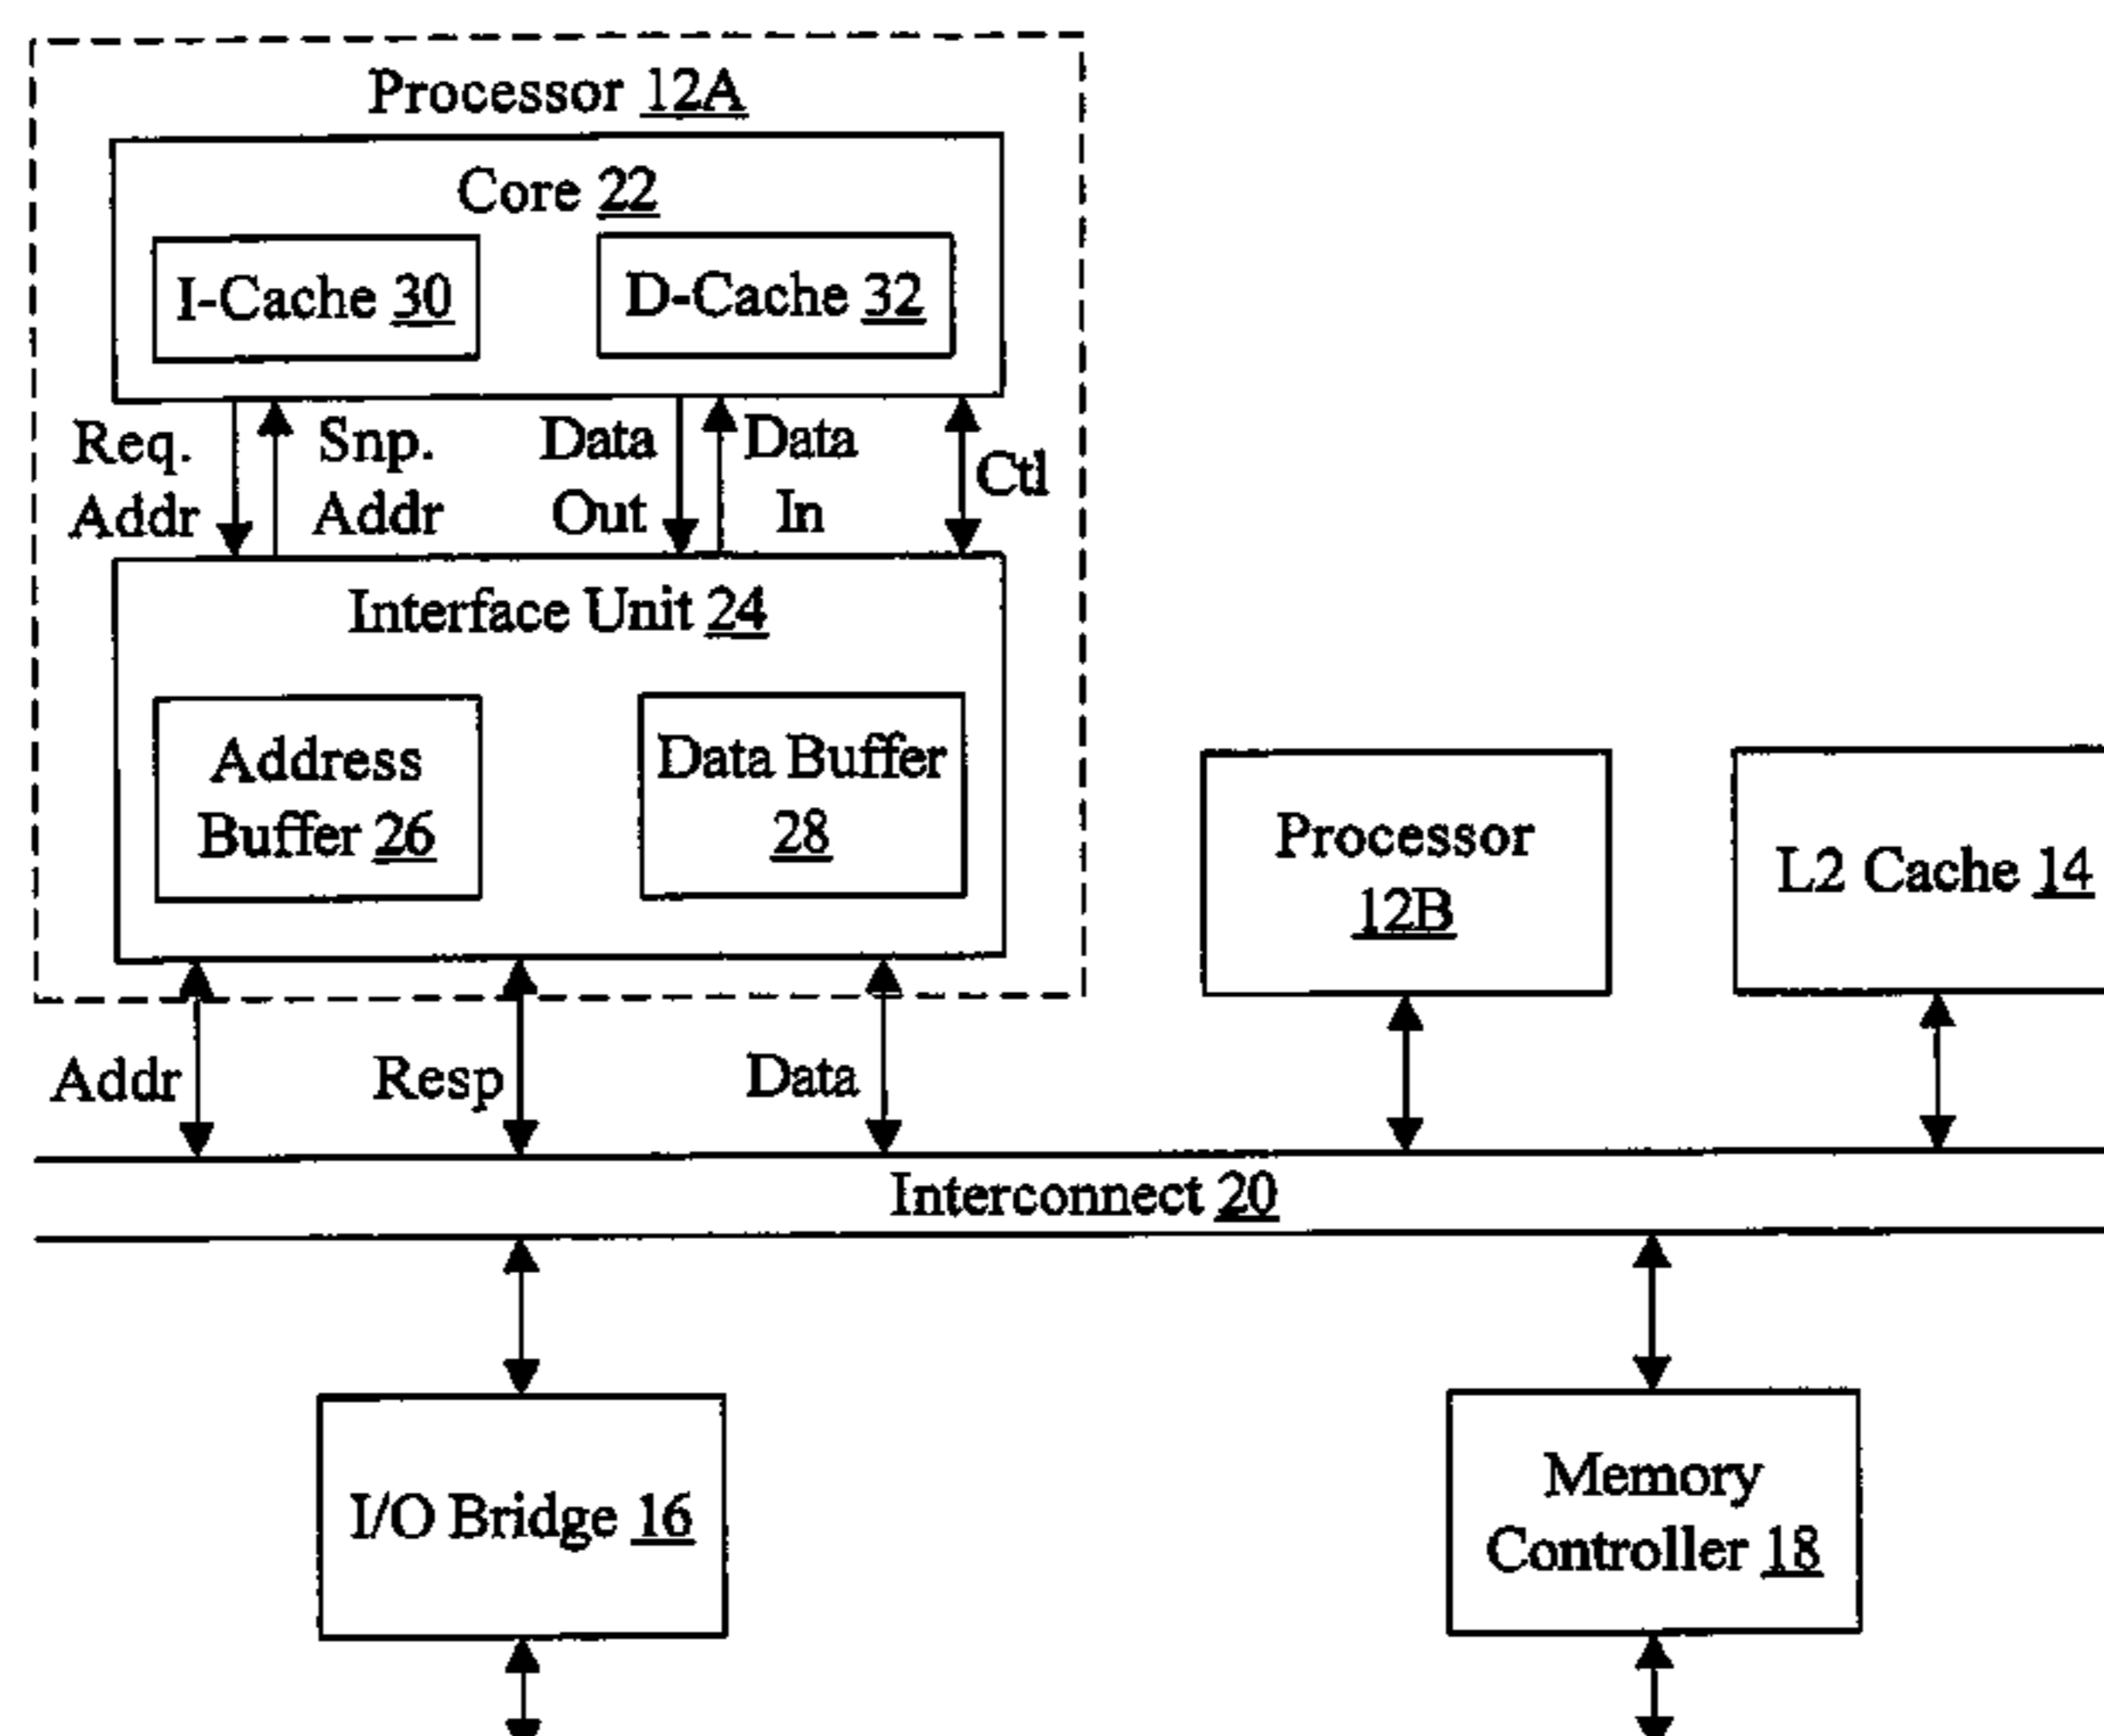 Processor 12A
Core 22
I-Cache 30
D-Cache 32
Req.
Addr
Snp.
Addr
Data
Out
Data
In
Ctl
Interface Unit 24
Address
Buffer 26
Data Buffer
28
Processor
12B
L2 Cache 14
Addr
Resp
Data
Interconnect 20
I/O Bridge 16
Memory
Controller 18